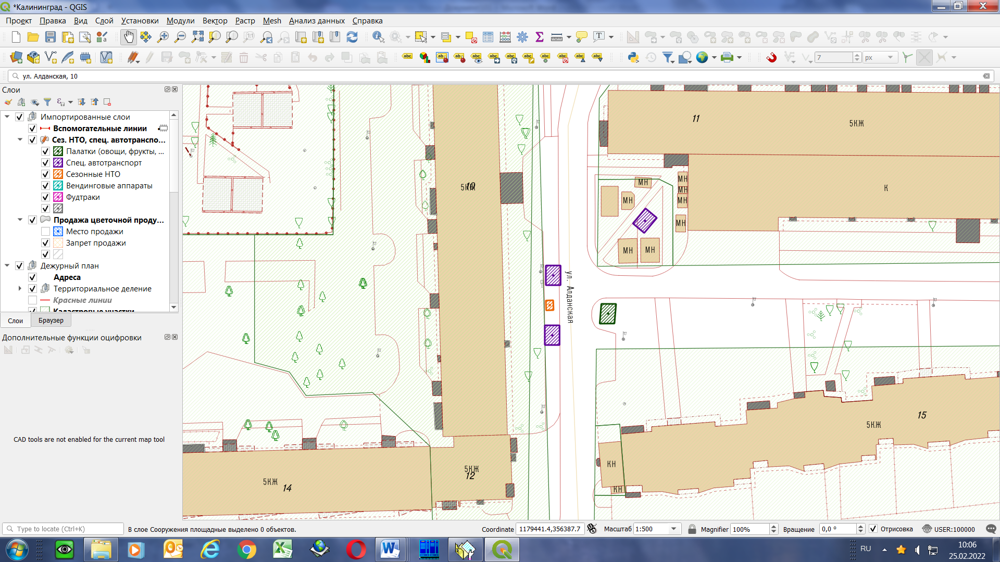 *Калининград - QGIS
Проект Правка Вид Слой Установки Модули Вектор Растр Mesh Анализ данных Справка
7 px
ул. Алданская, 10
Слои
Импортированные слои
Вспомогательные линии
Сез. НТО, спец. автотранспо...
Палатки (овощи, фрукты, ...
Спец. автотранспорт
Сезонные НТО
Вендинговые аппараты
Фудтраки
Продажа цветочной проду...
Место продажи
Запрет продажи
Дежурный план
Адреса
Территориальное деление
Красные линии
Кадастровые участки
Слои Браузер
Дополнительные функции оцифровки
CAD tools are not enabled for the current map tool
11
5КЖ
К
5КЖ
10
МН
МН
МН
МН
МН
МН
МН
МН
ул. Алданская
15
5КЖ
КН
КН
5КЖ
12
5КЖ
14
Type to locate (Ctrl+K)
В слое Сооружения площадные выделено 0 объектов.
Coordinate 1179441.4,356387.7
Масштаб 1:500
Magnifier 100%
Вращение 0,0 °
Отрисовка
USER:100000
RU
10:06
25.02.2022